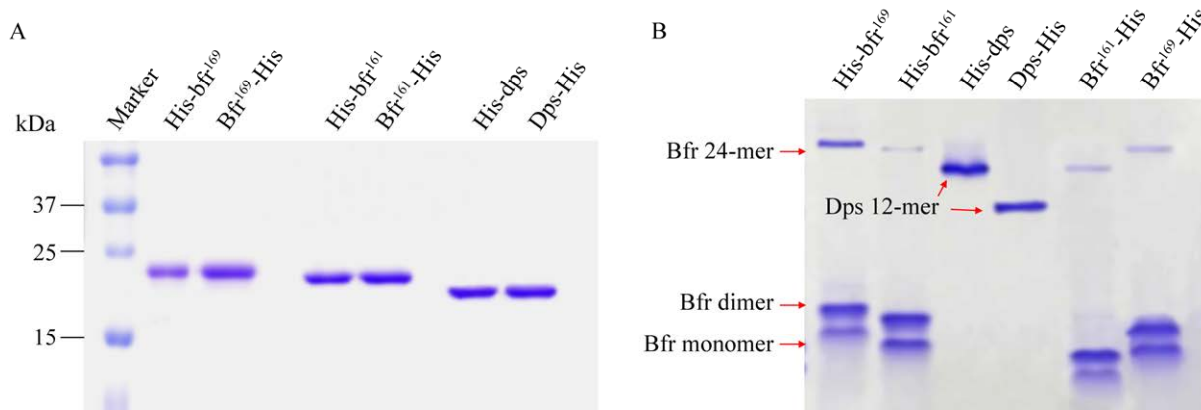 A
kDa
Marker
His-bfr¹⁶⁹
Bfr¹⁶⁹-His
His-bfr¹⁶¹
Bfr¹⁶¹-His
His-dps
Dps-His
37
25
15
B
His-bfr¹⁶⁹
His-bfr¹⁶¹
His-dps
Dps-His
Bfr¹⁶¹-His
Bfr¹⁶⁹-His
Bfr 24-mer
Dps 12-mer
Bfr dimer
Bfr monomer